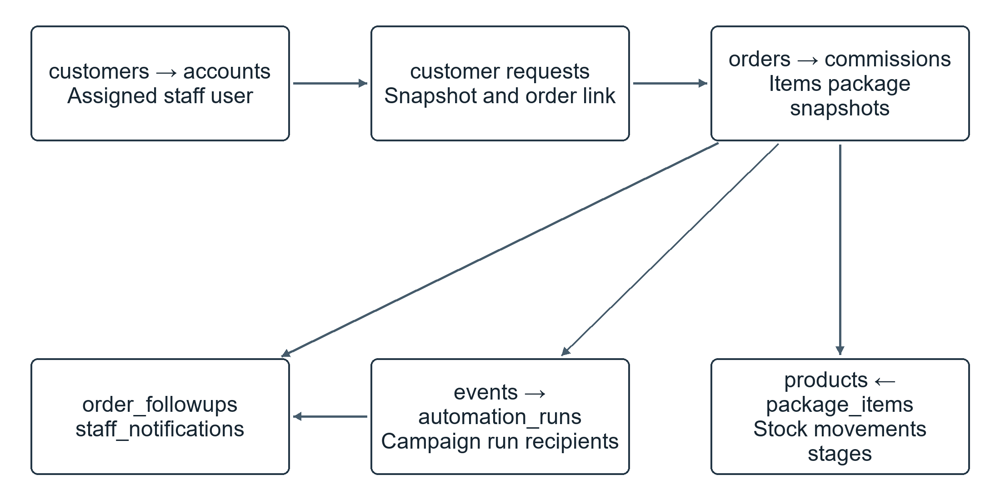 customers → accounts
Assigned staff user
customer requests
Snapshot and order link
orders → commissions
Items package
snapshots
order_followups
staff_notifications
events →
automation_runs
Campaign run recipients
products ←
package_items
Stock movements
stages